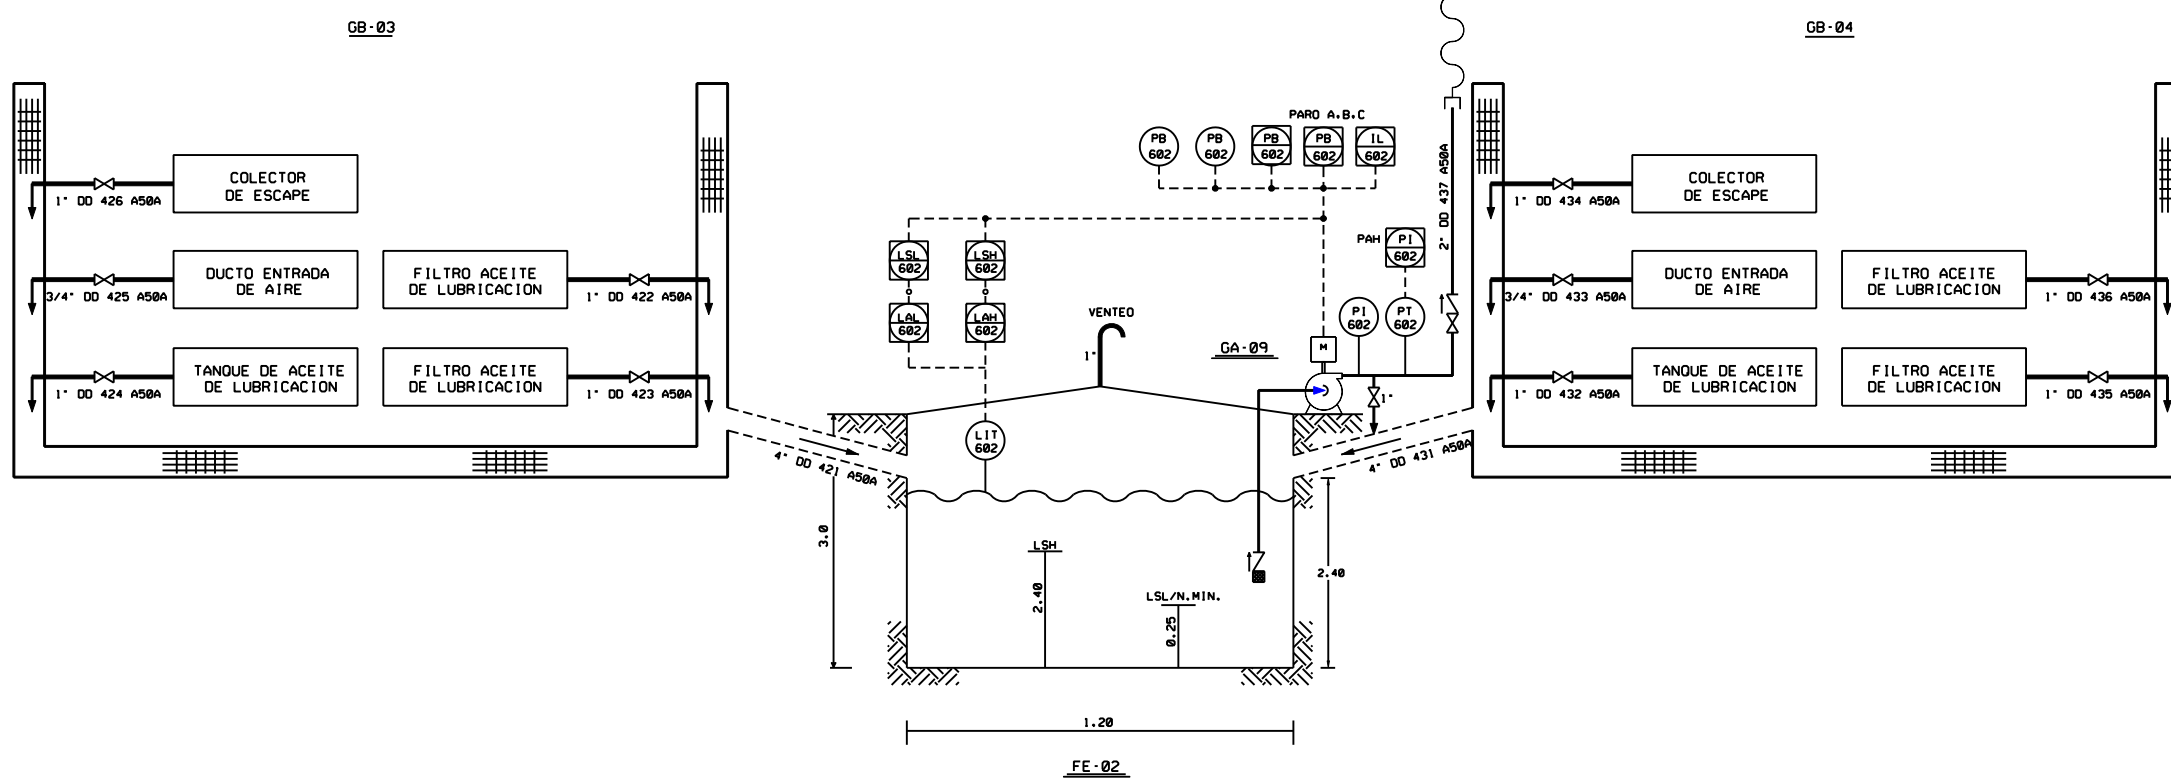 GB-03
GB-04
COLECTOR
DE ESCAPE
1" DD 426 A50A
DUCTO ENTRADA
DE AIRE
3/4" DD 425 A50A
FILTRO ACEITE
DE LUBRICACION
1" DD 422 A50A
TANQUE DE ACEITE
DE LUBRICACION
1" DD 424 A50A
FILTRO ACEITE
DE LUBRICACION
1" DD 423 A50A
4" DD 421 A50A
PARO A.B.C
PB
602
PB
602
PB
602
PB
602
IL
602
2" DD 437 A50A
LSL
602
LSH
602
LAL
602
LAH
602
PAH
PI
602
PI
602
PT
602
VENTEO
1"
GA-09
M
1"
LIT
602
4" DD 431 A50A
3.0
LSH
2.40
LSL/N.MIN.
0.25
2.40
1.20
FE-02
COLECTOR
DE ESCAPE
1" DD 434 A50A
DUCTO ENTRADA
DE AIRE
3/4" DD 433 A50A
FILTRO ACEITE
DE LUBRICACION
1" DD 436 A50A
TANQUE DE ACEITE
DE LUBRICACION
1" DD 432 A50A
FILTRO ACEITE
DE LUBRICACION
1" DD 435 A50A